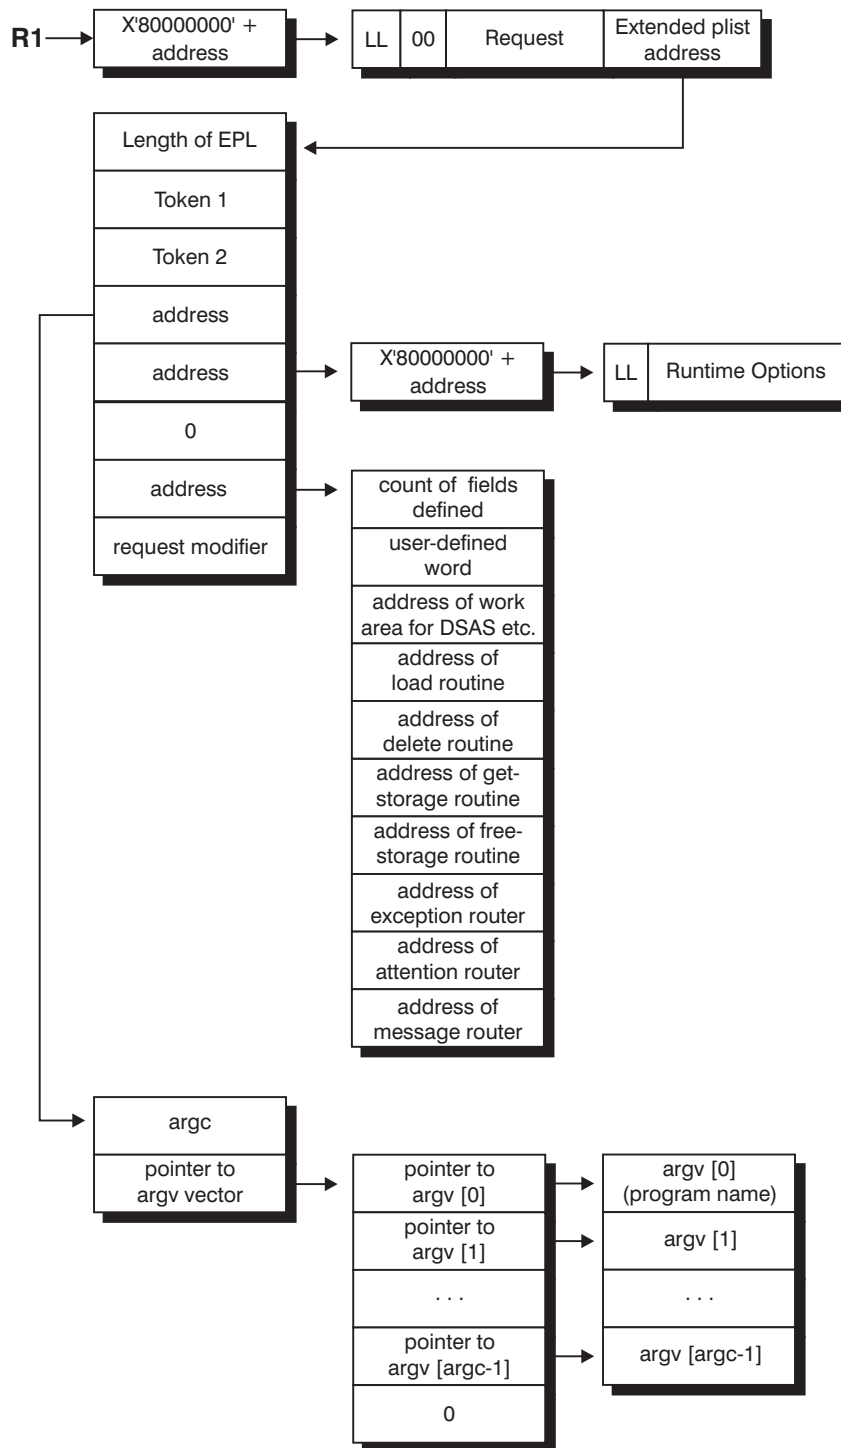 R1
X'80000000' +
address
LL
00
Request
Extended plist
address
Length of EPL
Token 1
Token 2
address
address
0
address
request modifier
X'80000000' +
address
LL
Runtime Options
count of fields
defined
user-defined
word
address of work
area for DSAS etc.
address of
load routine
address of
delete routine
address of get-
storage routine
address of free-
storage routine
address of
exception router
address of
attention router
address of
message router
argc
pointer to
argv vector
pointer to
argv [0]
pointer to
argv [1]
. . .
pointer to
argv [argc-1]
0
argv [0]
(program name)
argv [1]
. . .
argv [argc-1]